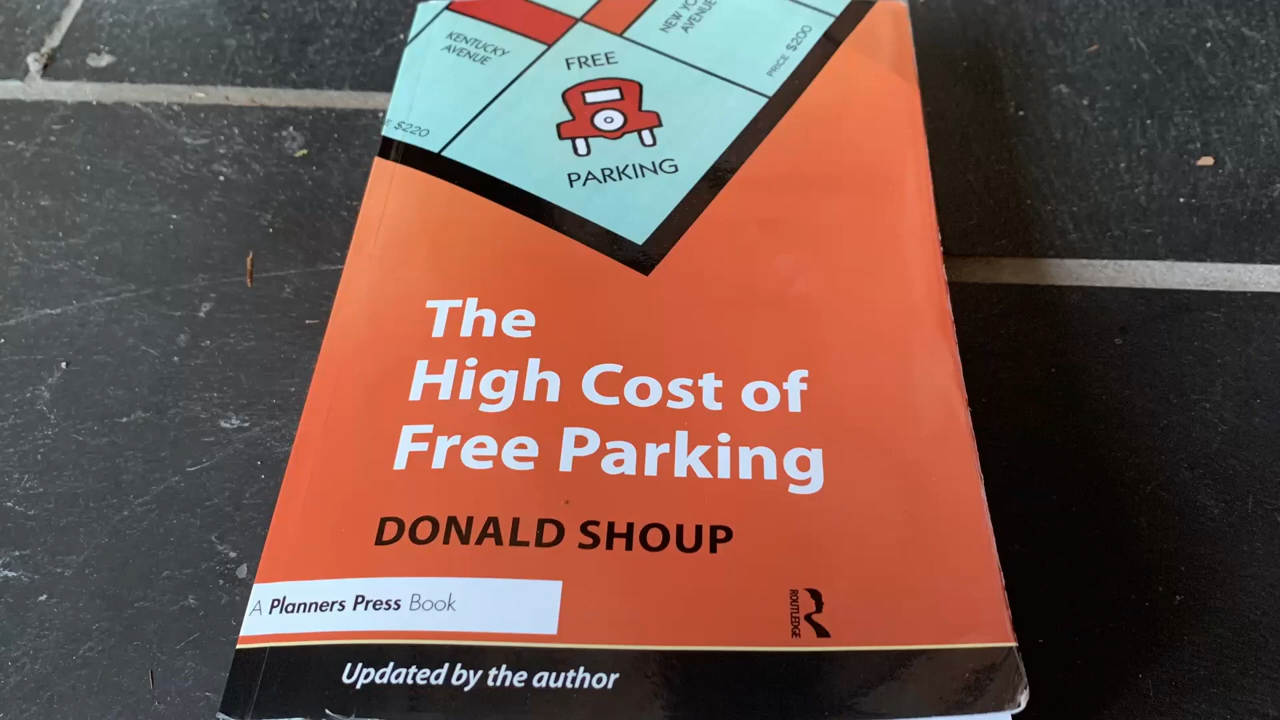 KENTUCKY
AVENUE
NEW YO
AVENUE
FREE
PARKING
PRICE $200
$220
The
High Cost of
Free Parking
DONALD SHOUP
A Planners Press Book
ROUTLEDGE
Updated by the author